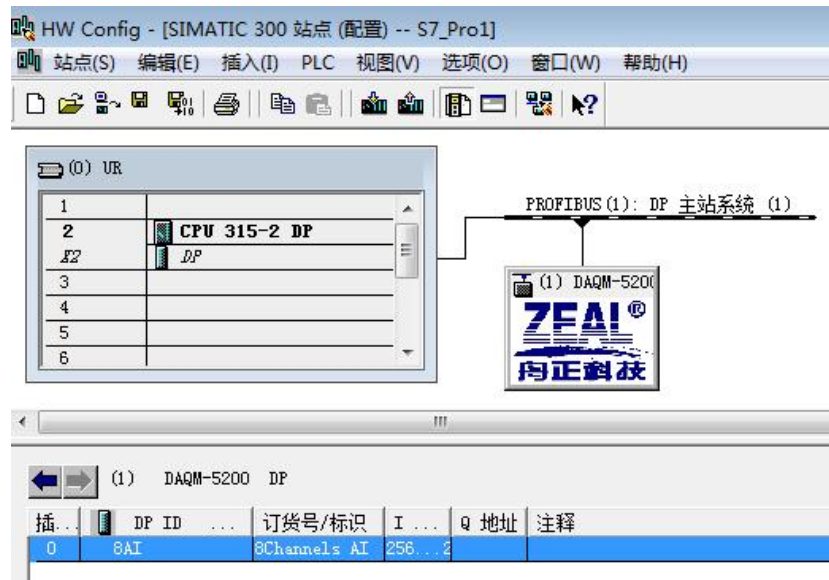 HW Config - [SIMATIC 300 站点 (配置) -- S7_Pro1]
站点(S) 编辑(E) 插入(I) PLC 视图(V) 选项(O) 窗口(W) 帮助(H)
(0) UR
1
2 CPU 315-2 DP
X2 DP
3
4
5
6
PROFIBUS(1): DP 主站系统 (1)
(1) DAQM-5200
ZEAL®
舟正科技
(1) DAQM-5200 DP
插... DP ID ... 订货号/标识 I ... Q 地址 注释
0 8AI 8Channels AI 256...2